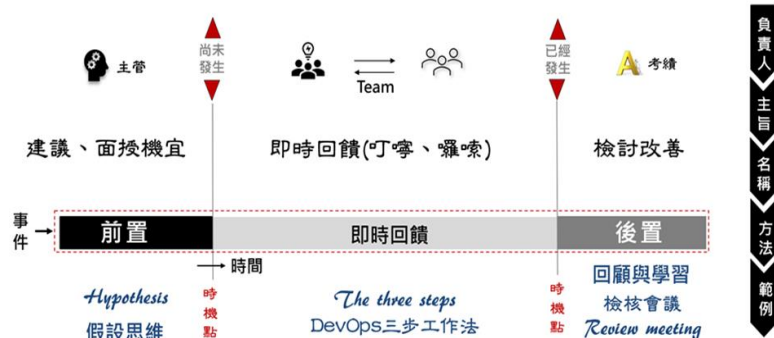 主管
尚未
發生
Team
已經
發生
考績
建議、面授機宜
即時回饋(叮嚀、囉嗦)
檢討改善
事件
前置
即時回饋
後置
時間
Hypothesis
假設思維
時機點
The three steps
DevOps三步工作法
時機點
回顧與學習
檢核會議
Review meeting
負責人
主旨
名稱
方法
範例